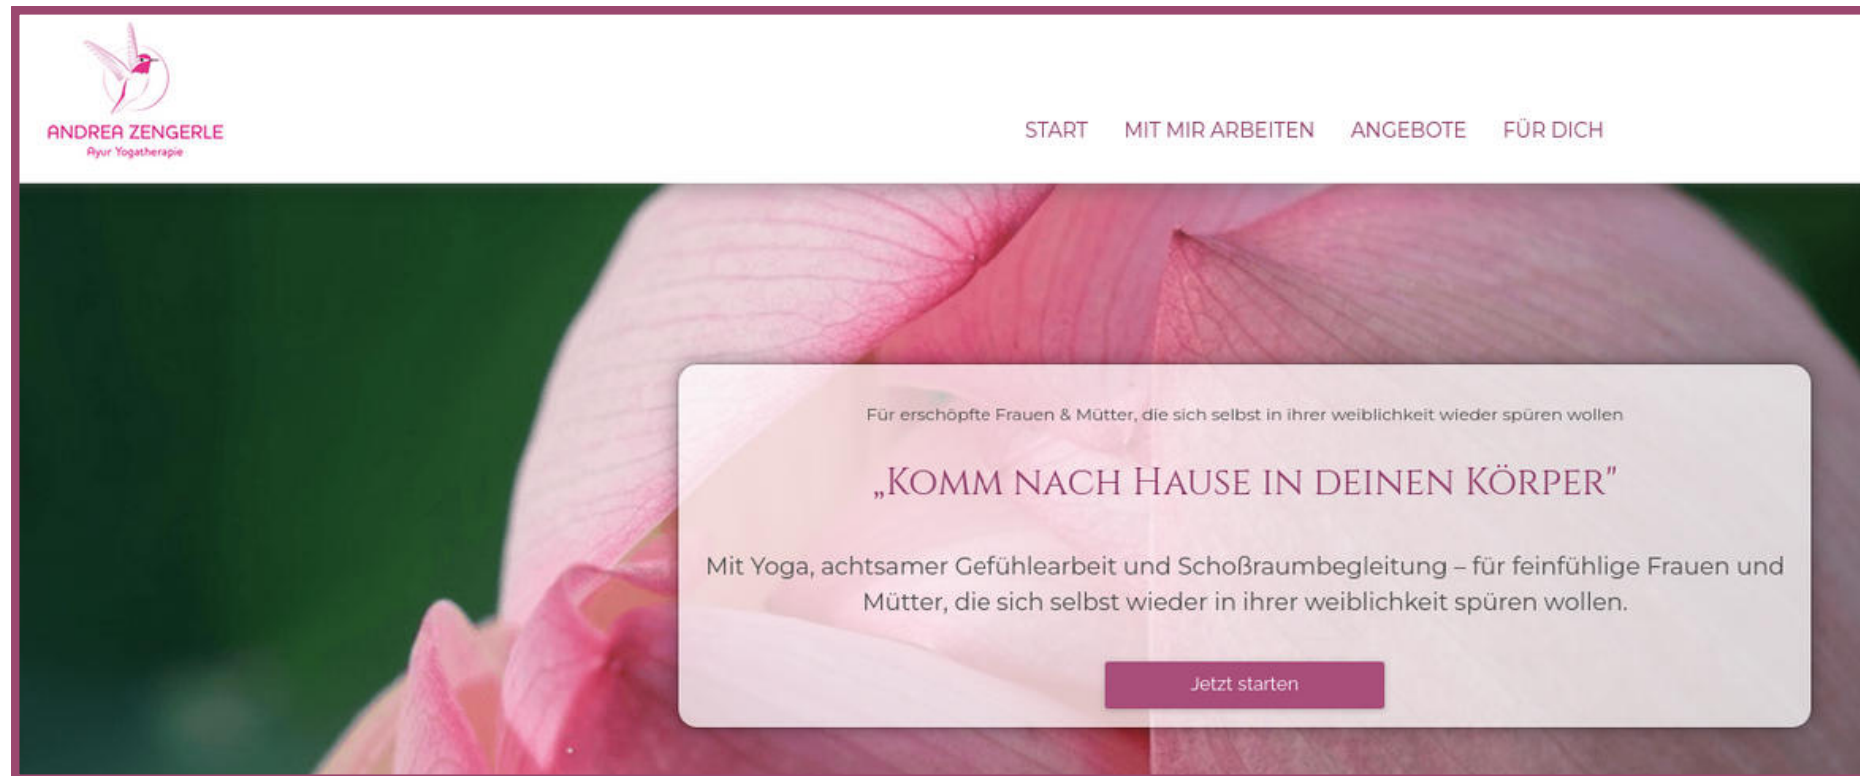 ANDREA ZENGERLE
Ayur Yogatherapie
START MIT MIR ARBEITEN ANGEBOTE FÜR DICH
Für erschöpfte Frauen & Mütter, die sich selbst in ihrer weiblichkeit wieder spüren wollen
„Komm nach Hause in deinen Körper"
Mit Yoga, achtsamer Gefühlearbeit und Schoßraumbegleitung – für feinfühlige Frauen und
Mütter, die sich selbst wieder in ihrer weiblichkeit spüren wollen.
Jetzt starten